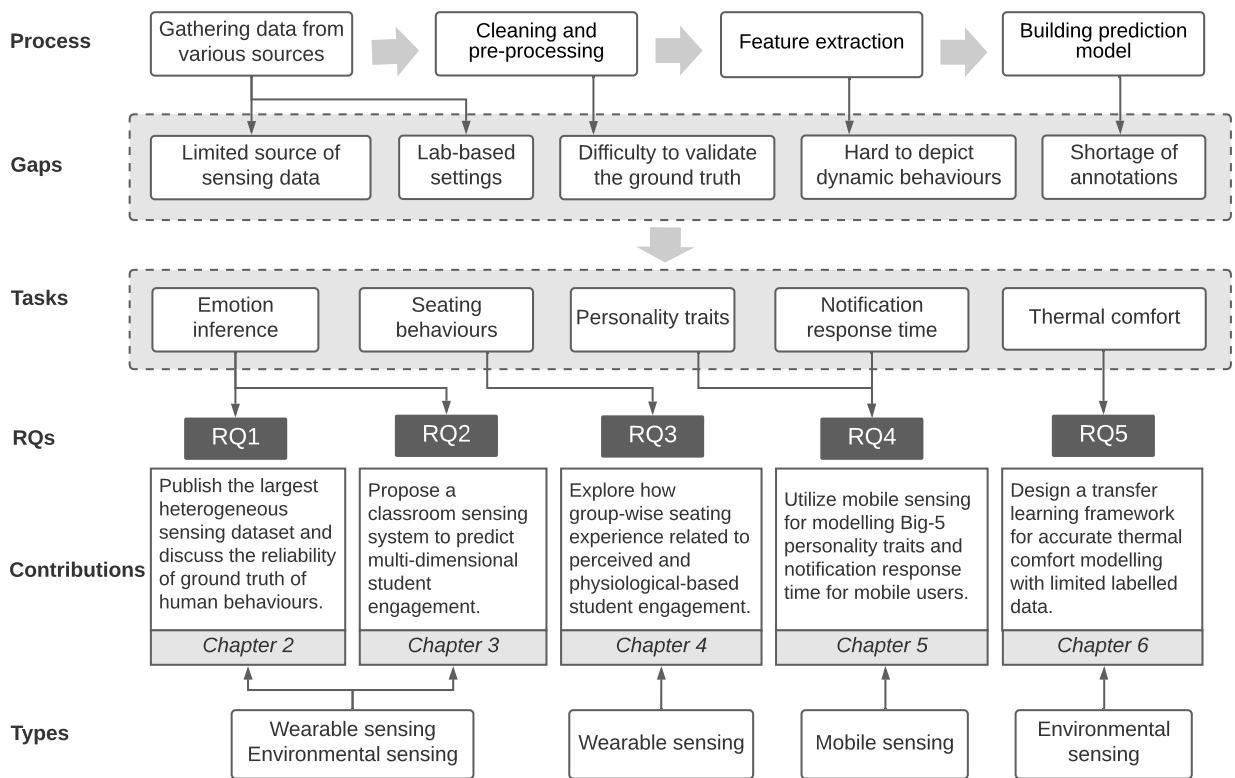 Process
Gathering data from
various sources
Cleaning and
pre-processing
Feature extraction
Building prediction
model
Gaps
Limited source of
sensing data
Lab-based
settings
Difficulty to validate
the ground truth
Hard to depict
dynamic behaviours
Shortage of
annotations
Tasks
Emotion
inference
Seating
behaviours
Personality traits
Notification
response time
Thermal comfort
RQs
RQ1
RQ2
RQ3
RQ4
RQ5
Contributions
Publish the largest
heterogeneous
sensing dataset and
discuss the reliability
of ground truth of
human behaviours.
Chapter 2
Propose a
classroom sensing
system to predict
multi-dimensional
student
engagement.
Chapter 3
Explore how
group-wise seating
experience related to
perceived and
physiological-based
student engagement.
Chapter 4
Utilize mobile sensing
for modelling Big-5
personality traits and
notification response
time for mobile users.
Chapter 5
Design a transfer
learning framework
for accurate thermal
comfort modelling
with limited labelled
data.
Chapter 6
Types
Wearable sensing
Environmental sensing
Wearable sensing
Mobile sensing
Environmental
sensing